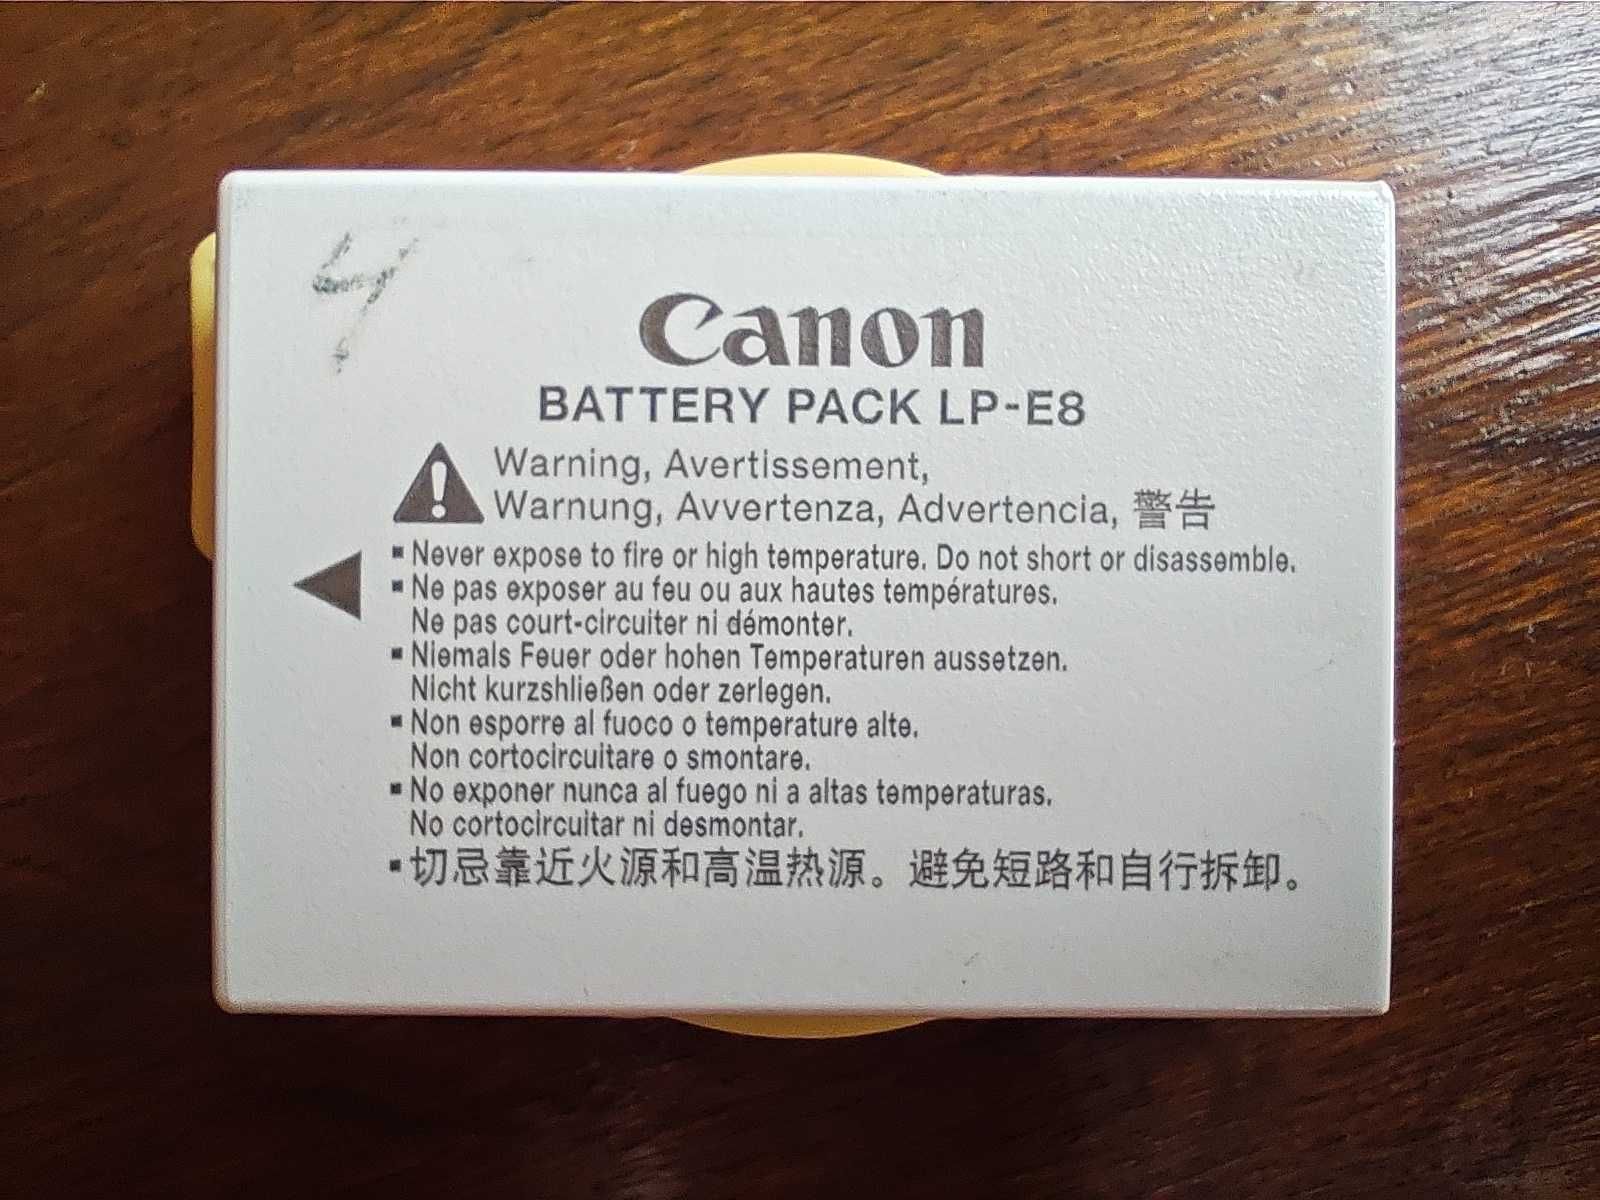 4
Canon
BATTERY PACK LP-E8
Warning, Avertissement,
Warnung, Avvertenza, Advertencia, 警告
▪ Never expose to fire or high temperature. Do not short or disassemble.
▪ Ne pas exposer au feu ou aux hautes températures.
Ne pas court-circuiter ni démonter.
▪ Niemals Feuer oder hohen Temperaturen aussetzen.
Nicht kurzshließen oder zerlegen.
▪ Non esporre al fuoco o temperature alte.
Non cortocircuitare o smontare.
▪ No exponer nunca al fuego ni a altas temperaturas.
No cortocircuitar ni desmontar.
▪ 切忌靠近火源和高温热源。避免短路和自行拆卸。